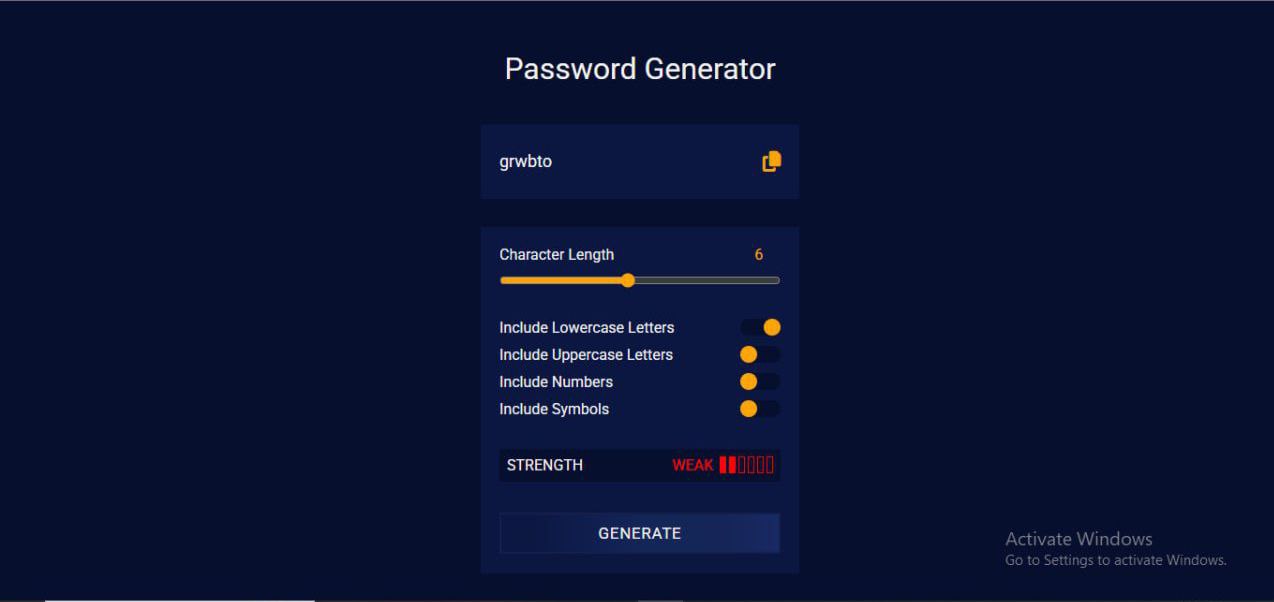 Password Generator
grwbto
Character Length 6
Include Lowercase Letters
Include Uppercase Letters
Include Numbers
Include Symbols
STRENGTH WEAK
GENERATE
Activate Windows
Go to Settings to activate Windows.